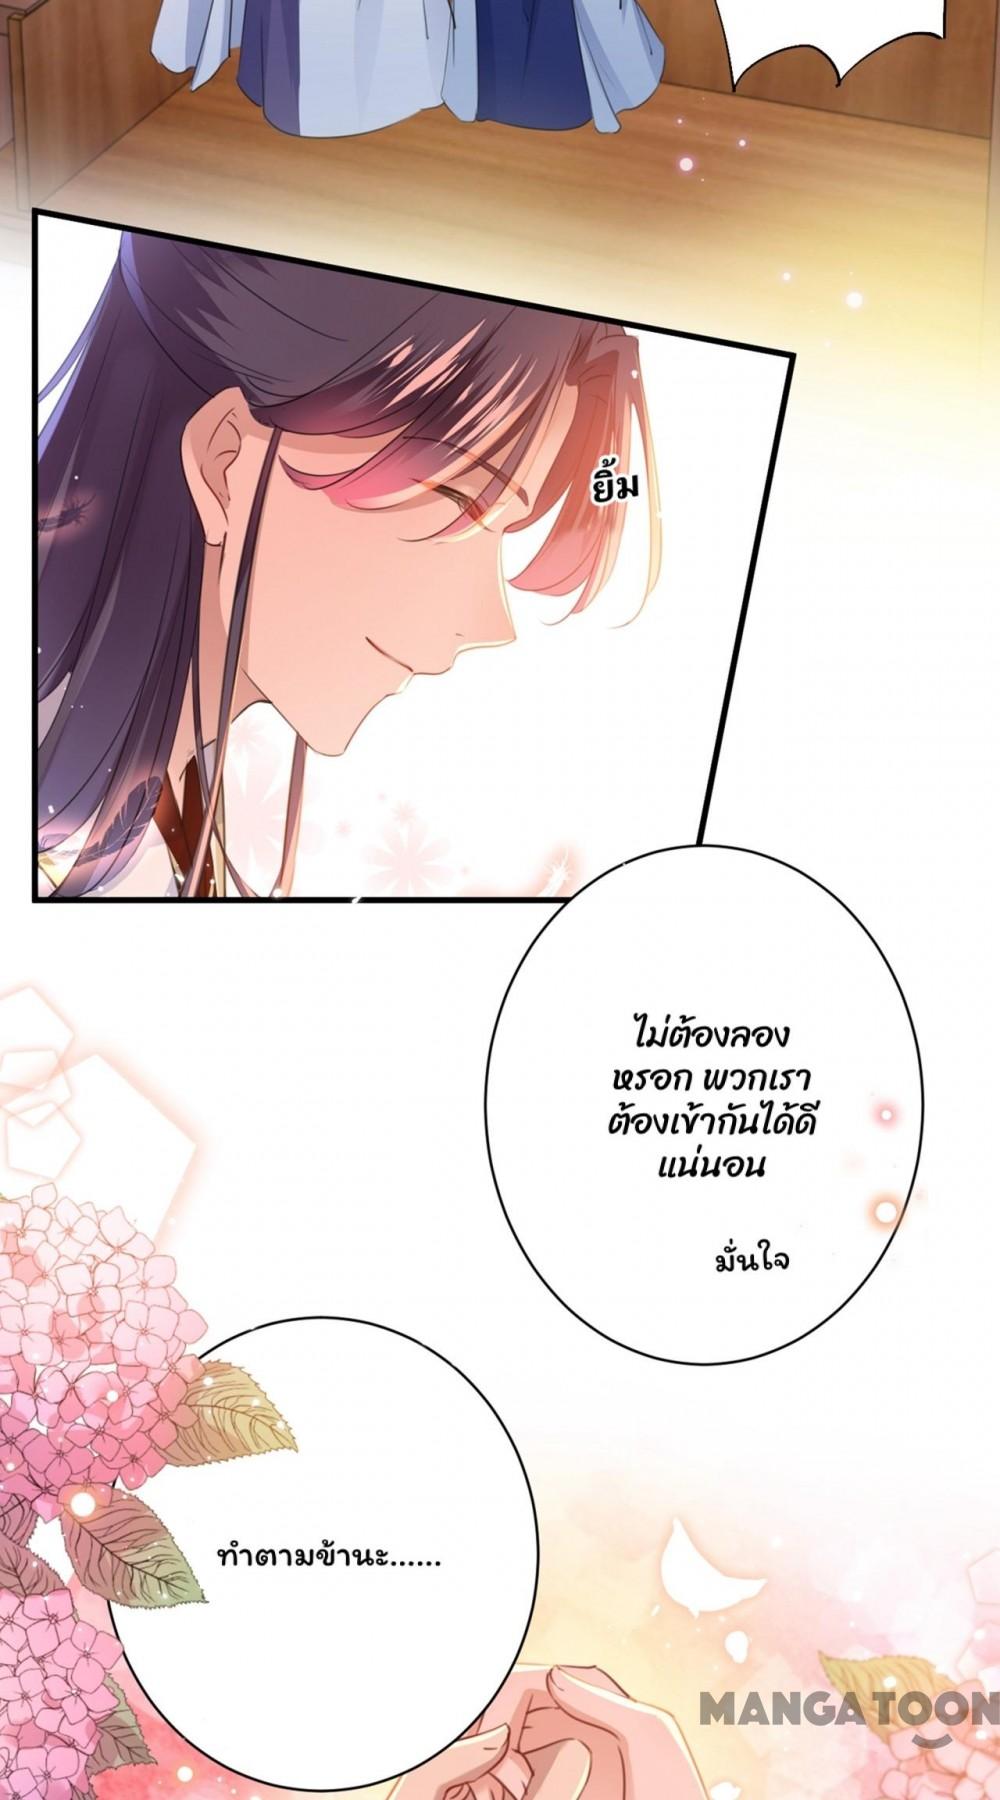 ยิ้ม
ไม่ต้องลอง
หรอก พวกเรา
ต้องเข้ากันได้ดี
แน่นอน
มั่นใจ
ทำตามข้านะ......
MANGATOON